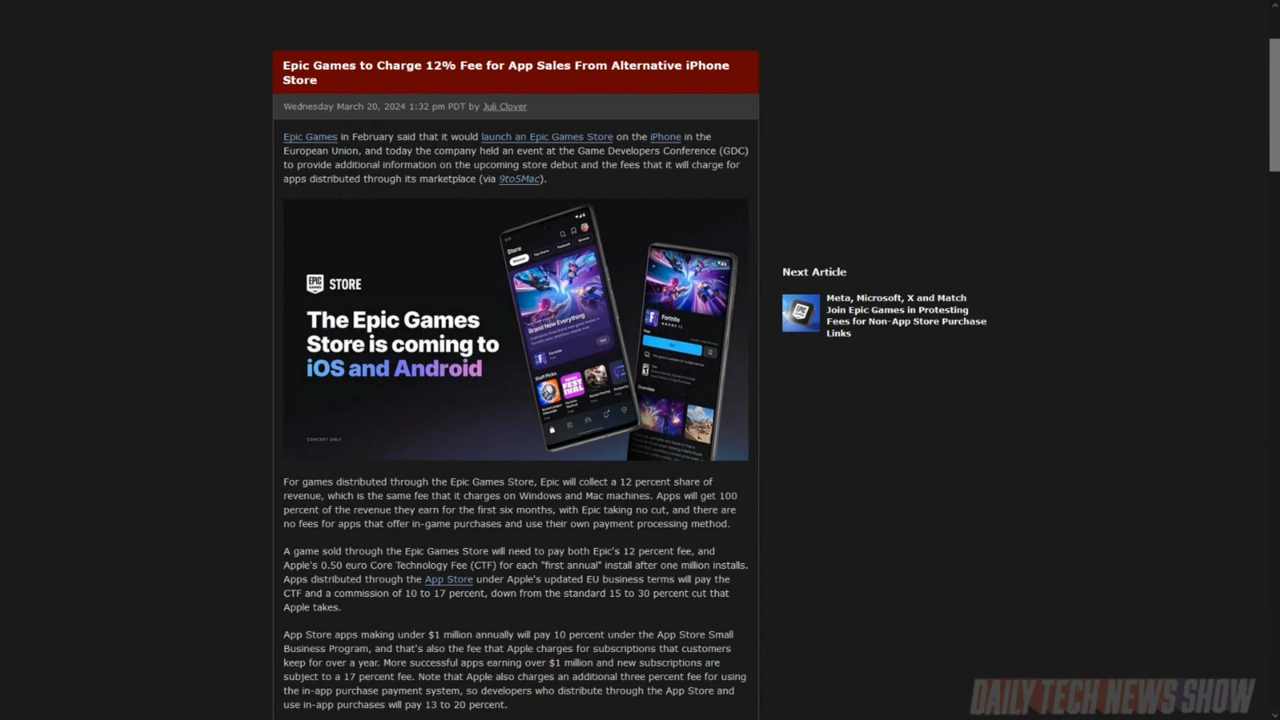 Epic Games to Charge 12% Fee for App Sales From Alternative iPhone
Store
Wednesday March 20, 2024 1:32 pm PDT by Juli Clover
Epic Games in February said that it would launch an Epic Games Store on the iPhone in the
European Union, and today the company held an event at the Game Developers Conference (GDC)
to provide additional information on the upcoming store debut and the fees that it will charge for
apps distributed through its marketplace (via 9to5Mac).
EPIC GAMES STORE
The Epic Games
Store is coming to
iOS and Android
CONCEPT ONLY
Store
Brand New Everything
Fortnite
Staff Picks
Fortnite
Overview
Next Article
Meta, Microsoft, X and Match
Join Epic Games in Protesting
Fees for Non-App Store Purchase
Links
For games distributed through the Epic Games Store, Epic will collect a 12 percent share of
revenue, which is the same fee that it charges on Windows and Mac machines. Apps will get 100
percent of the revenue they earn for the first six months, with Epic taking no cut, and there are
no fees for apps that offer in-game purchases and use their own payment processing method.
A game sold through the Epic Games Store will need to pay both Epic's 12 percent fee, and
Apple's 0.50 euro Core Technology Fee (CTF) for each "first annual" install after one million installs.
Apps distributed through the App Store under Apple's updated EU business terms will pay the
CTF and a commission of 10 to 17 percent, down from the standard 15 to 30 percent cut that
Apple takes.
App Store apps making under $1 million annually will pay 10 percent under the App Store Small
Business Program, and that's also the fee that Apple charges for subscriptions that customers
keep for over a year. More successful apps earning over $1 million and new subscriptions are
subject to a 17 percent fee. Note that Apple also charges an additional three percent fee for using
the in-app purchase payment system, so developers who distribute through the App Store and
use in-app purchases will pay 13 to 20 percent.
DAILY TECH NEWS SHOW